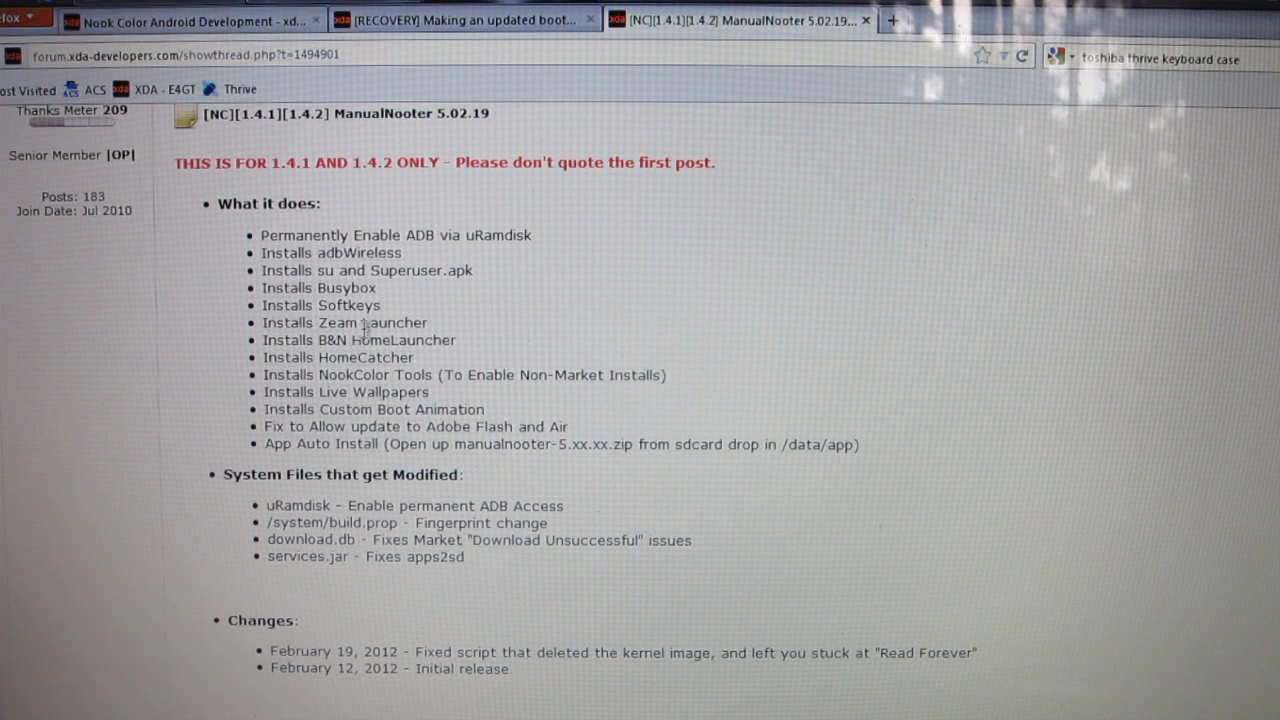 fox
Nook Color Android Development - xd...
[RECOVERY] Making an updated boot...
[NC][1.4.1][1.4.2] ManualNooter 5.02.19...
forum.xda-developers.com/showthread.php?t=1494901
toshiba thrive keyboard case
ost Visited ACS XDA - E4GT Thrive
Thanks Meter 209
[NC][1.4.1][1.4.2] ManualNooter 5.02.19
Senior Member |OP|
THIS IS FOR 1.4.1 AND 1.4.2 ONLY - Please don't quote the first post.
Posts: 183
Join Date: Jul 2010
What it does:
Permanently Enable ADB via uRamdisk
Installs adbWireless
Installs su and Superuser.apk
Installs Busybox
Installs Softkeys
Installs Zeam Launcher
Installs B&N HomeLauncher
Installs HomeCatcher
Installs NookColor Tools (To Enable Non-Market Installs)
Installs Live Wallpapers
Installs Custom Boot Animation
Fix to Allow update to Adobe Flash and Air
App Auto Install (Open up manualnooter-5.xx.xx.zip from sdcard drop in /data/app)
System Files that get Modified:
uRamdisk - Enable permanent ADB Access
/system/build.prop - Fingerprint change
download.db - Fixes Market "Download Unsuccessful" issues
services.jar - Fixes apps2sd
Changes:
February 19, 2012 - Fixed script that deleted the kernel image, and left you stuck at "Read Forever"
February 12, 2012 - Initial release